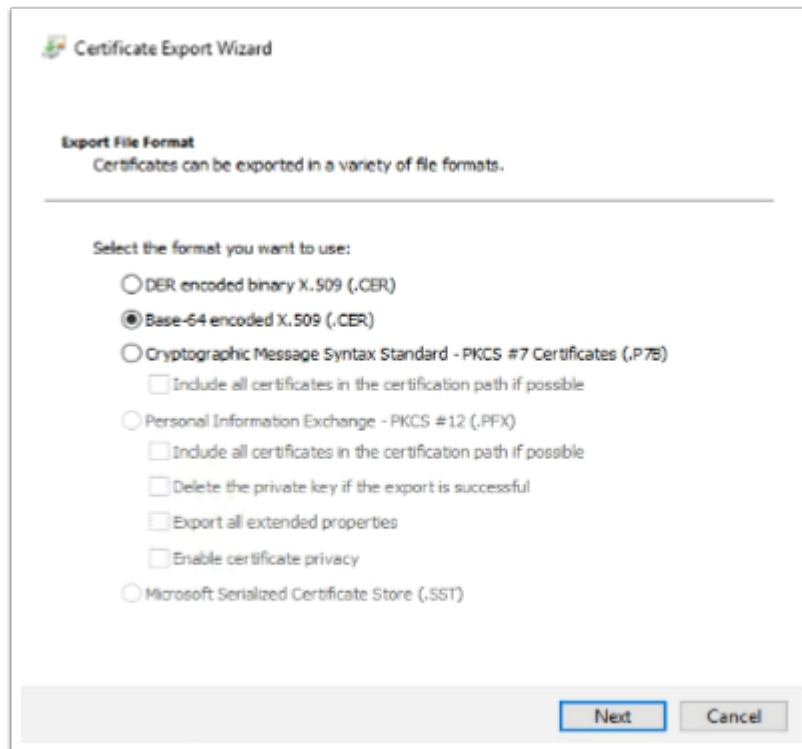 Certificate Export Wizard
Export File Format
Certificates can be exported in a variety of file formats.
Select the format you want to use:
DER encoded binary X.509 (.CER)
Base-64 encoded X.509 (.CER)
Cryptographic Message Syntax Standard - PKCS #7 Certificates (.P7B)
Include all certificates in the certification path if possible
Personal Information Exchange - PKCS #12 (.PFX)
Include all certificates in the certification path if possible
Delete the private key if the export is successful
Export all extended properties
Enable certificate privacy
Microsoft Serialized Certificate Store (.SST)
Next Cancel